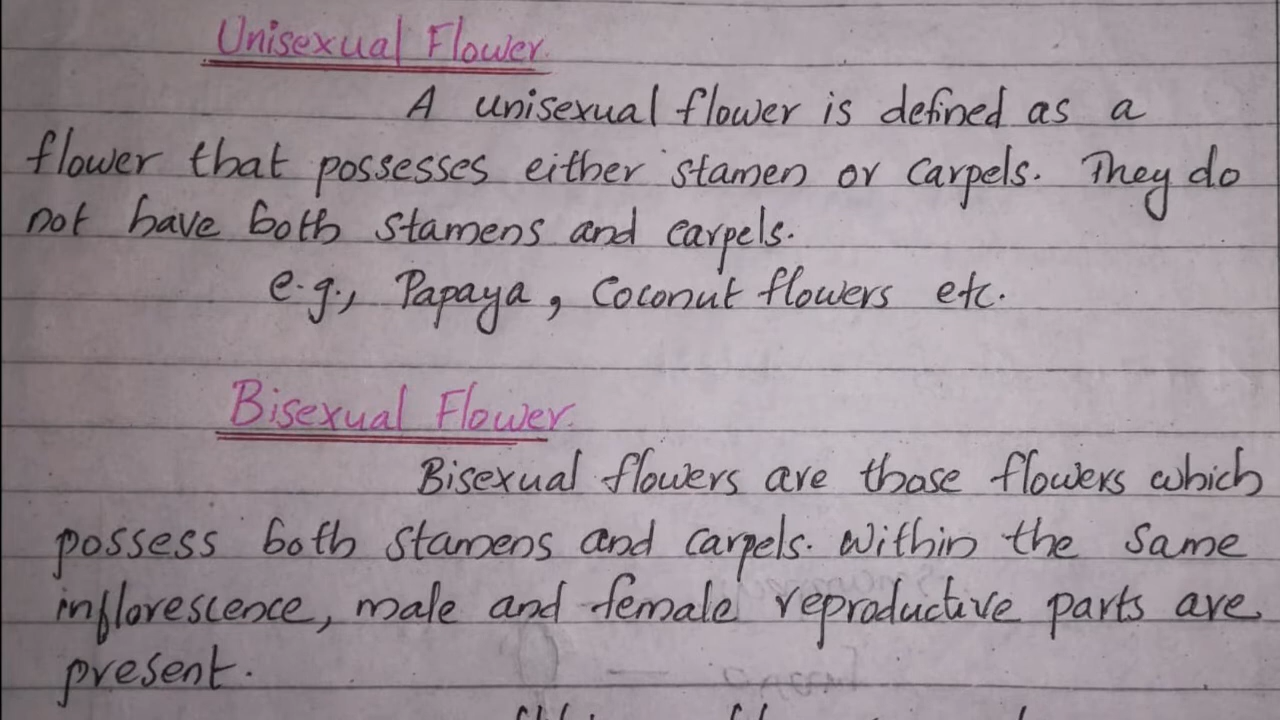 Unisexual Flower.
A unisexual flower is defined as a
flower that possesses either stamen or carpels. They do
not have both stamens and carpels.
e.g., Papaya, Coconut flowers etc.
Bisexual Flower.
Bisexual flowers are those flowers which
possess both stamens and carpels. Within the same
inflorescence, male and female reproductive parts are
present.